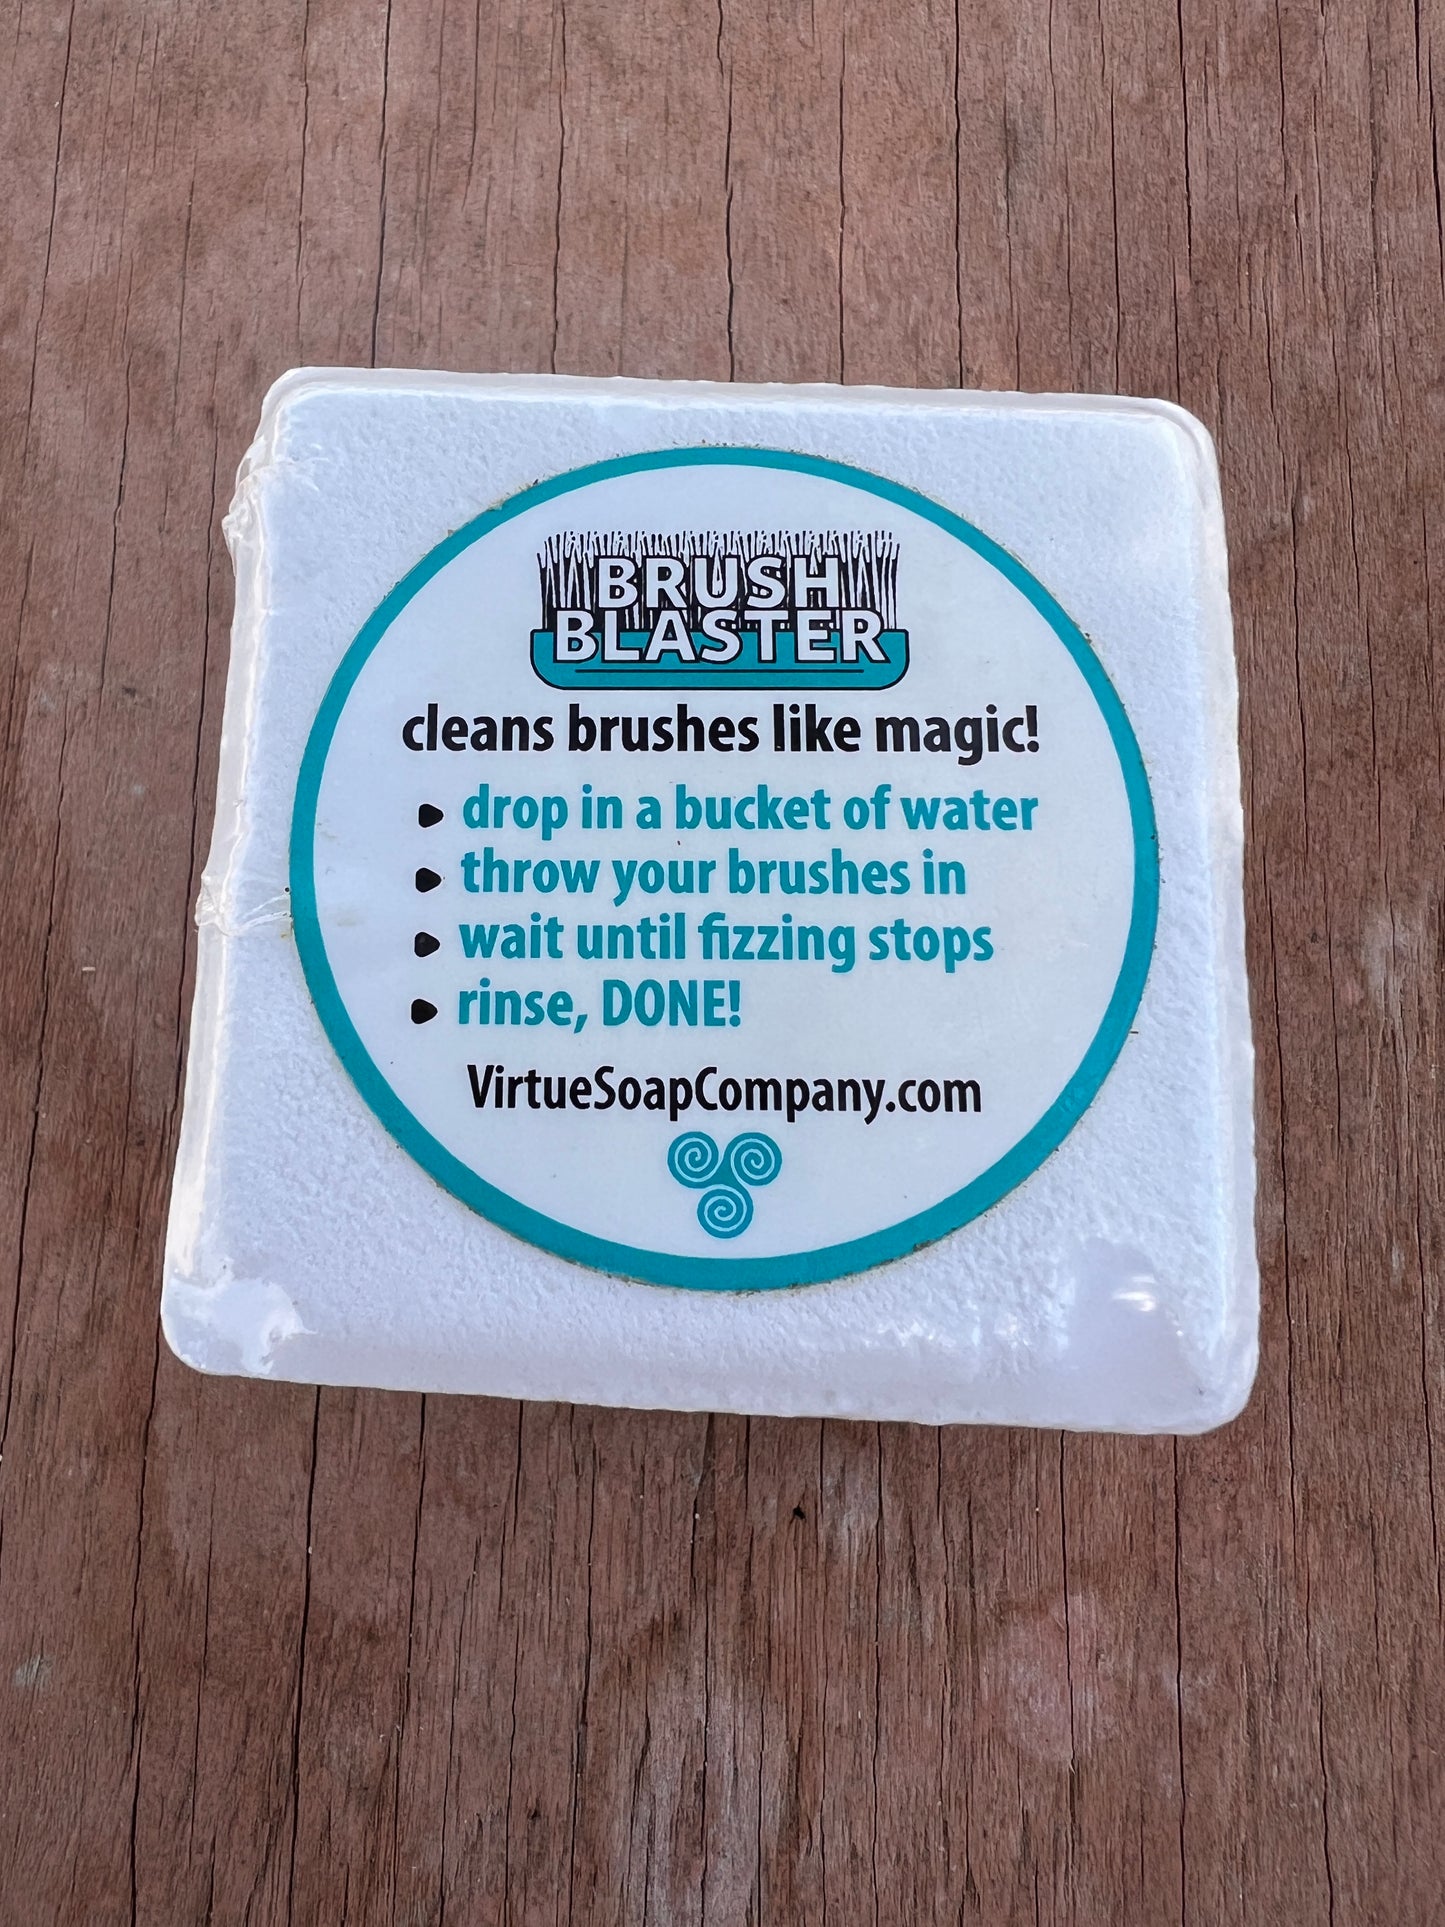 BRUSH
BLASTER
cleans brushes like magic!
drop in a bucket of water
throw your brushes in
wait until fizzing stops
rinse, DONE!
VirtueSoapCompany.com